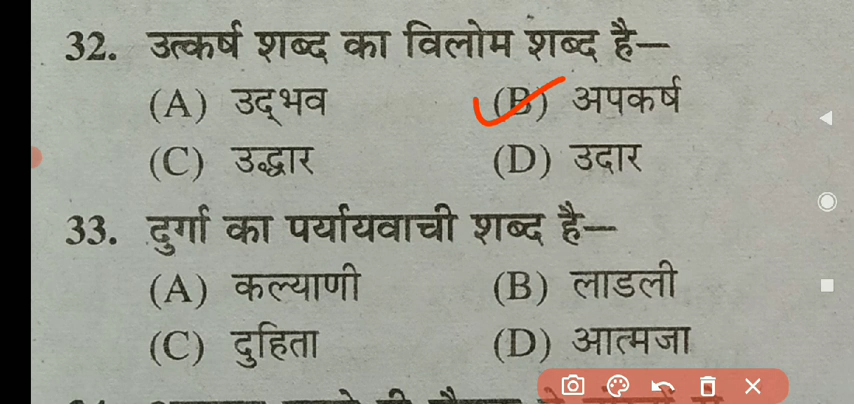 32. उत्कर्ष शब्द का विलोम शब्द है—
(A) उद्भव (B) अपकर्ष
(C) उद्धार (D) उदार
33. दुर्गा का पर्यायवाची शब्द है—
(A) कल्याणी (B) लाडली
(C) दुहिता (D) आत्मजा